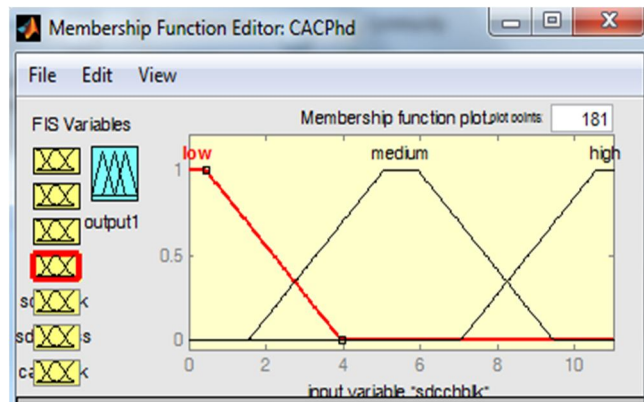 Membership Function Editor: CACPhd
File Edit View
FIS Variables
Membership function plots plot points: 181
low medium high
output1
1
0.5
0
0 2 4 6 8 10
input variable "sdcchblk"